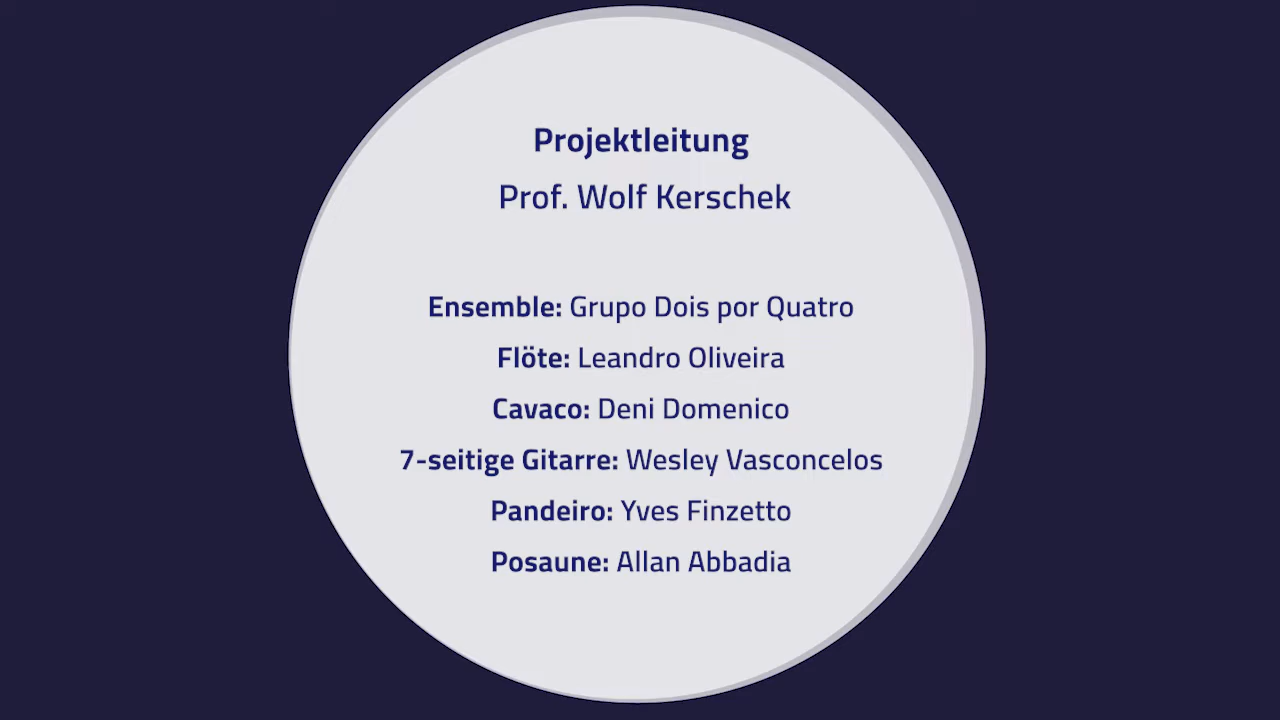 Projektleitung
Prof. Wolf Kerschek
Ensemble: Grupo Dois por Quatro
Flöte: Leandro Oliveira
Cavaco: Deni Domenico
7-seitige Gitarre: Wesley Vasconcelos
Pandeiro: Yves Finzetto
Posaune: Allan Abbadia